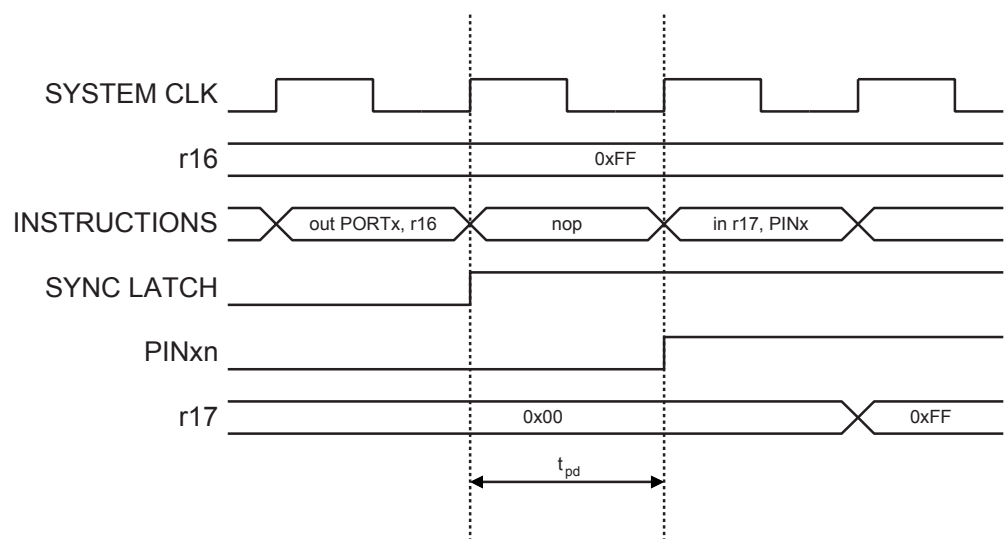 SYSTEM CLK
r16
0xFF
INSTRUCTIONS
out PORTx, r16
nop
in r17, PINx
SYNC LATCH
PINxn
r17
0x00
0xFF
tpd